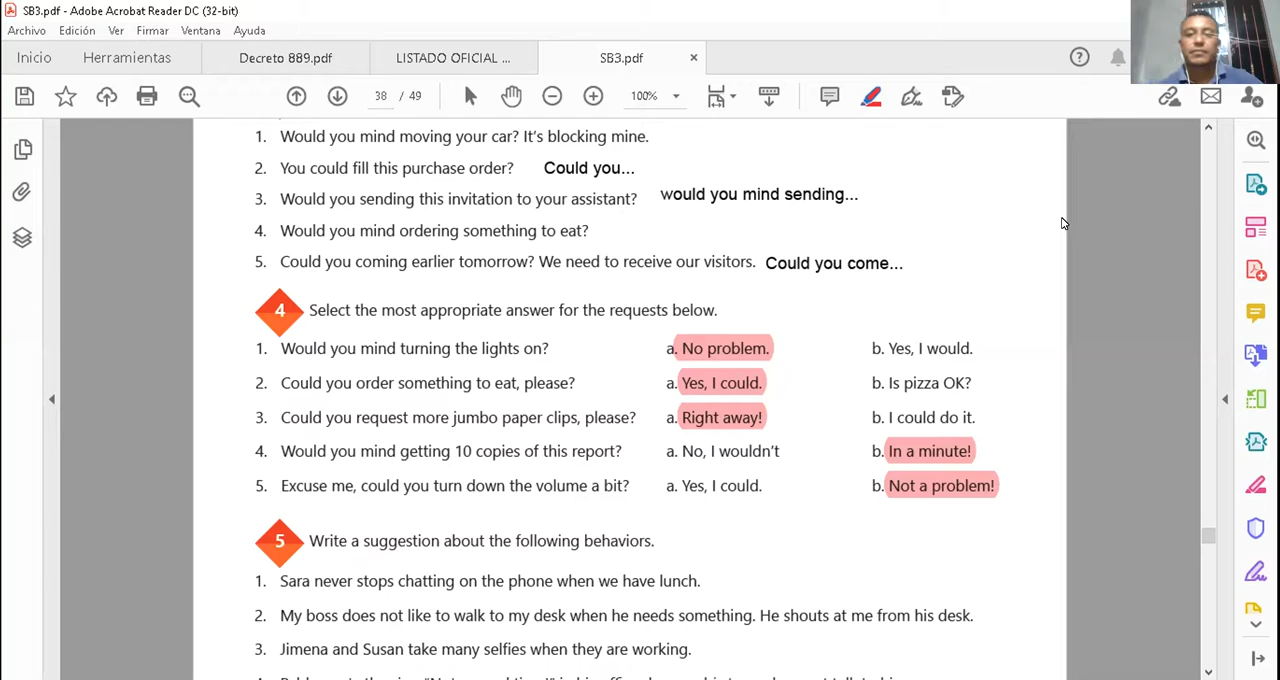 SB3.pdf - Adobe Acrobat Reader DC (32-bit)
Archivo Edición Ver Firmar Ventana Ayuda
Inicio Herramientas Decreto 889.pdf LISTADO OFICIAL ... SB3.pdf
38 / 49 100%
1. Would you mind moving your car? It's blocking mine.
2. You could fill this purchase order? Could you...
3. Would you sending this invitation to your assistant? would you mind sending...
4. Would you mind ordering something to eat?
5. Could you coming earlier tomorrow? We need to receive our visitors. Could you come...
4 Select the most appropriate answer for the requests below.
1. Would you mind turning the lights on? a. No problem. b. Yes, I would.
2. Could you order something to eat, please? a. Yes, I could. b. Is pizza OK?
3. Could you request more jumbo paper clips, please? a. Right away! b. I could do it.
4. Would you mind getting 10 copies of this report? a. No, I wouldn't b. In a minute!
5. Excuse me, could you turn down the volume a bit? a. Yes, I could. b. Not a problem!
5 Write a suggestion about the following behaviors.
1. Sara never stops chatting on the phone when we have lunch.
2. My boss does not like to walk to my desk when he needs something. He shouts at me from his desk.
3. Jimena and Susan take many selfies when they are working.